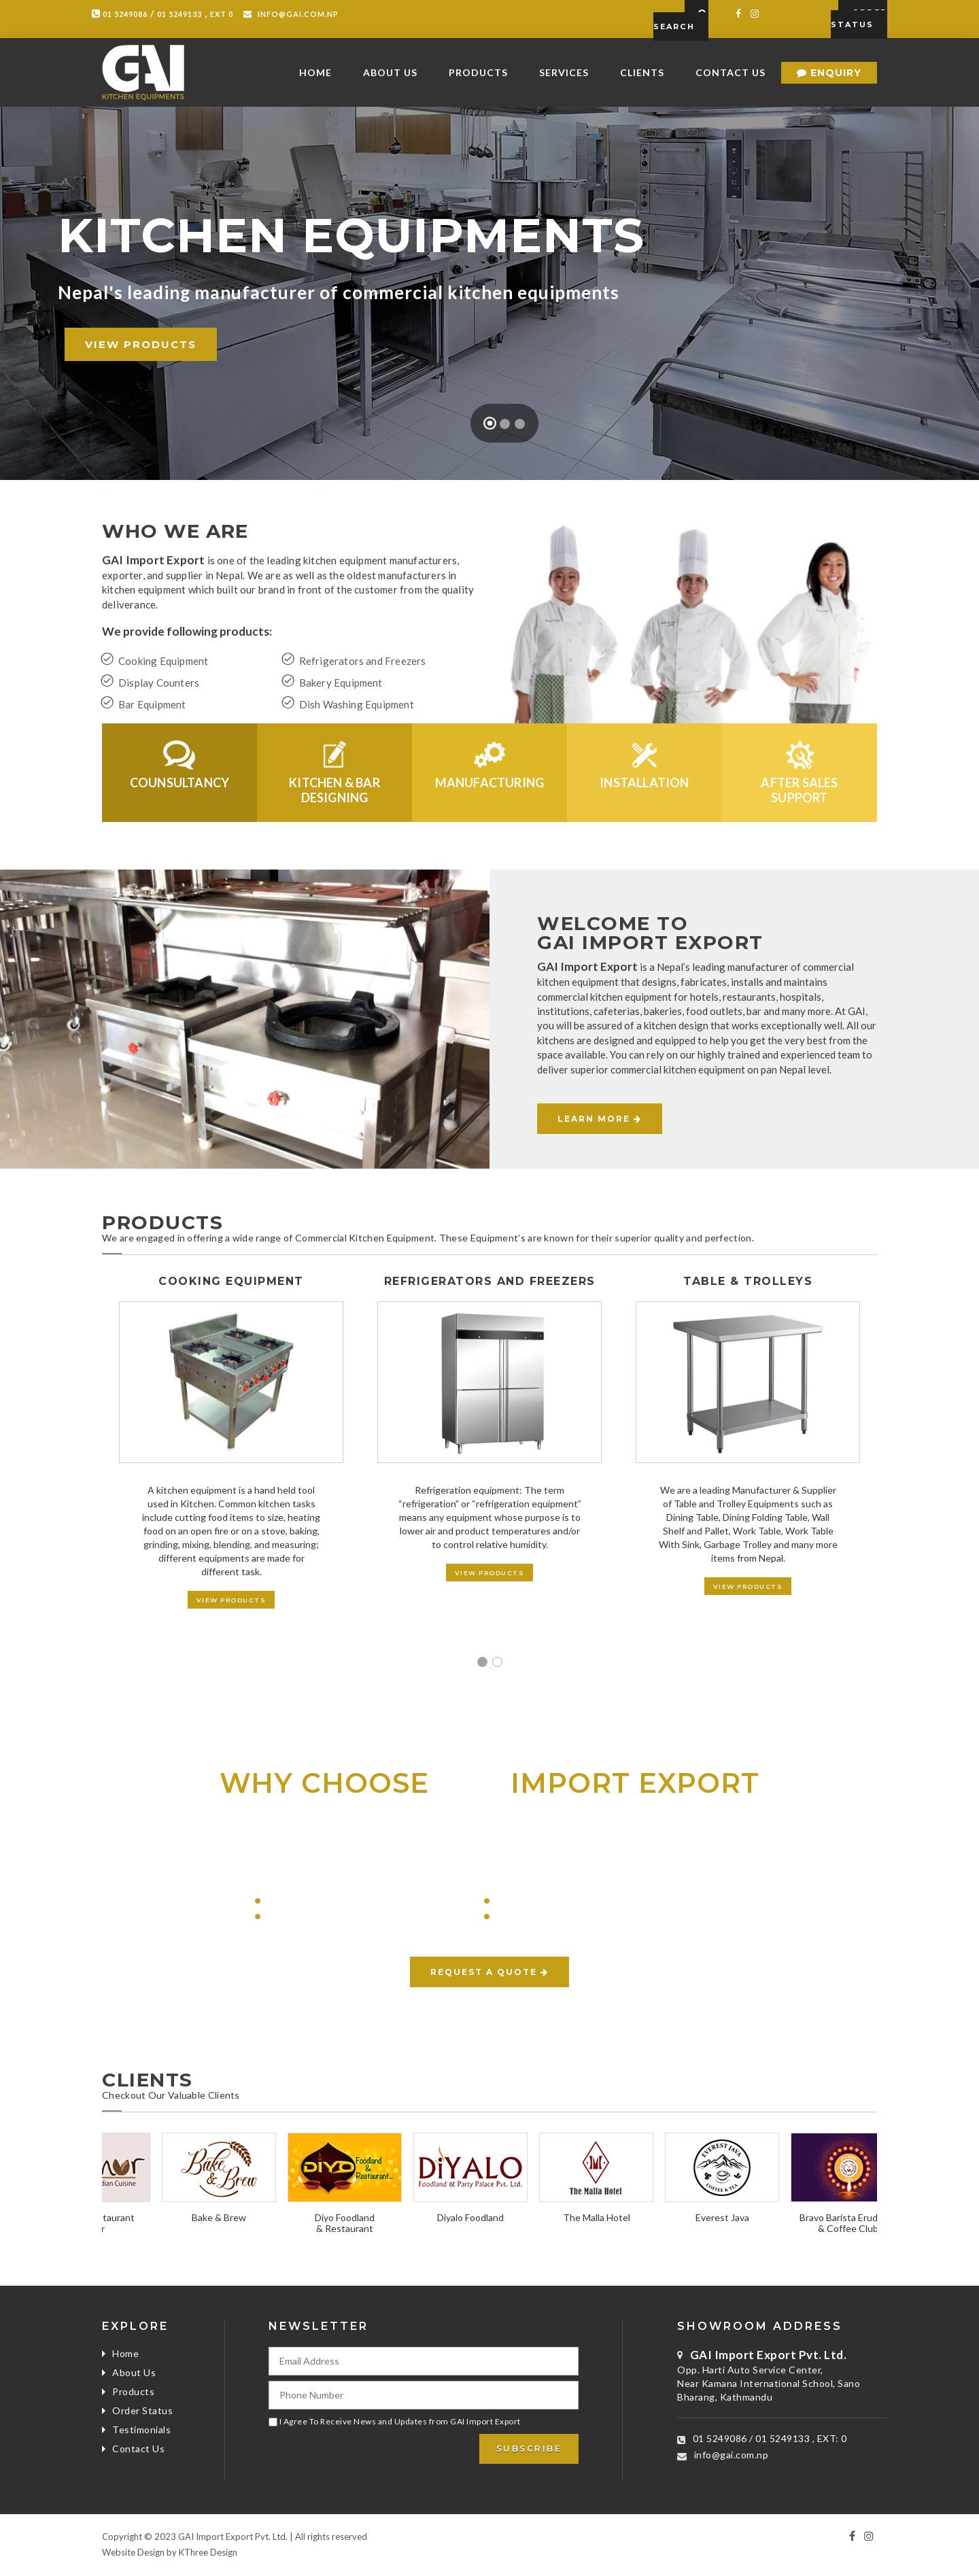 01 5249086 / 01 5249133 , EXT 0 INFO@GAI.COM.NP
SEARCH
STATUS
GAI
KITCHEN EQUIPMENTS
HOME ABOUT US PRODUCTS SERVICES CLIENTS CONTACT US ENQUIRY
KITCHEN EQUIPMENTS
Nepal's leading manufacturer of commercial kitchen equipments
VIEW PRODUCTS
WHO WE ARE
GAI Import Export is one of the leading kitchen equipment manufacturers,
exporter, and supplier in Nepal. We are as well as the oldest manufacturers in
kitchen equipment which built our brand in front of the customer from the quality
deliverance.
We provide following products:
Cooking Equipment
Refrigerators and Freezers
Display Counters
Bakery Equipment
Bar Equipment
Dish Washing Equipment
COUNSULTANCY
KITCHEN & BAR
DESIGNING
MANUFACTURING
INSTALLATION
AFTER SALES
SUPPORT
WELCOME TO
GAI IMPORT EXPORT
GAI Import Export is a Nepal's leading manufacturer of commercial
kitchen equipment that designs, fabricates, installs and maintains
commercial kitchen equipment for hotels, restaurants, hospitals,
institutions, cafeterias, bakeries, food outlets, bar and many more. At GAI,
you will be assured of a kitchen design that works exceptionally well. All our
kitchens are designed and equipped to help you get the very best from the
space available. You can rely on our highly trained and experienced team to
deliver superior commercial kitchen equipment on pan Nepal level.
LEARN MORE
PRODUCTS
We are engaged in offering a wide range of Commercial Kitchen Equipment. These Equipment's are known for their superior quality and perfection.
COOKING EQUIPMENT
A kitchen equipment is a hand held tool
used in Kitchen. Common kitchen tasks
include cutting food items to size, heating
food on an open fire or on a stove, baking,
grinding, mixing, blending, and measuring;
different equipments are made for
different task.
VIEW PRODUCTS
REFRIGERATORS AND FREEZERS
Refrigeration equipment: The term
"refrigeration" or "refrigeration equipment"
means any equipment whose purpose is to
lower air and product temperatures and/or
to control relative humidity.
VIEW PRODUCTS
TABLE & TROLLEYS
We are a leading Manufacturer & Supplier
of Table and Trolley Equipments such as
Dining Table, Dining Folding Table, Wall
Shelf and Pallet, Work Table, Work Table
With Sink, Garbage Trolley and many more
items from Nepal.
VIEW PRODUCTS
WHY CHOOSE IMPORT EXPORT
REQUEST A QUOTE
CLIENTS
Checkout Our Valuable Clients
dian Cuisine
taurant
r
Bake & Brew
Bake & Brew
DIYO
Foodland
&
Restaurant
Diyo Foodland
& Restaurant
DIYALO
Foodland & Party Palace Pvt. Ltd.
Diyalo Foodland
The Malla Hotel
The Malla Hotel
EVEREST JAVA
COFFEE & TEA
Everest Java
Bravo Barista Erud
& Coffee Club
EXPLORE
Home
About Us
Products
Order Status
Testimonials
Contact Us
NEWSLETTER
Email Address
Phone Number
I Agree To Receive News and Updates from GAI Import Export
SUBSCRIBE
SHOWROOM ADDRESS
GAI Import Export Pvt. Ltd.
Opp. Harti Auto Service Center,
Near Kamana International School, Sano
Bharang, Kathmandu
01 5249086 / 01 5249133 , EXT: 0
info@gai.com.np
Copyright © 2023 GAI Import Export Pvt. Ltd. | All rights reserved
Website Design by KThree Design